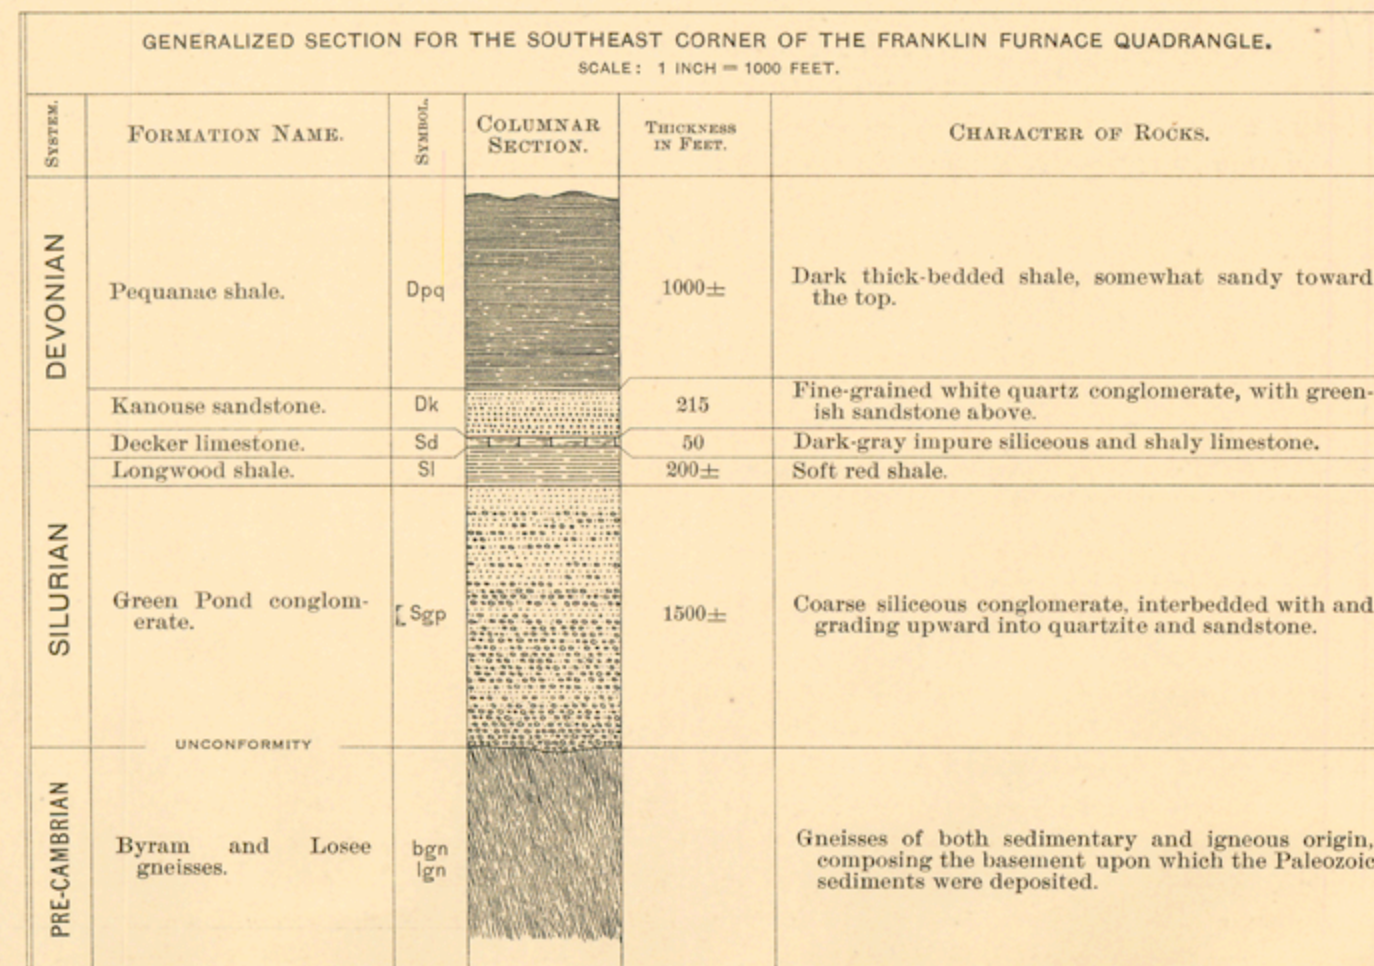 GENERALIZED SECTION FOR THE SOUTHEAST CORNER OF THE FRANKLIN FURNACE QUADRANGLE.
SCALE: 1 INCH = 1000 FEET.
SYSTEM.
FORMATION NAME.
SYMBOL.
COLUMNAR
SECTION.
THICKNESS
IN FEET.
CHARACTER OF ROCKS.
DEVONIAN
Pequanac shale.
Dpq
1000±
Dark thick-bedded shale, somewhat sandy toward
the top.
Kanouse sandstone.
Dk
215
Fine-grained white quartz conglomerate, with green-
ish sandstone above.
SILURIAN
Decker limestone.
Sd
50
Dark-gray impure siliceous and shaly limestone.
Longwood shale.
Sl
200±
Soft red shale.
Green Pond conglom-
erate.
Sgp
1500±
Coarse siliceous conglomerate, interbedded with and
grading upward into quartzite and sandstone.
UNCONFORMITY
PRE-CAMBRIAN
Byram and Losee
gneisses.
bgn
lgn
Gneisses of both sedimentary and igneous origin,
composing the basement upon which the Paleozoic
sediments were deposited.